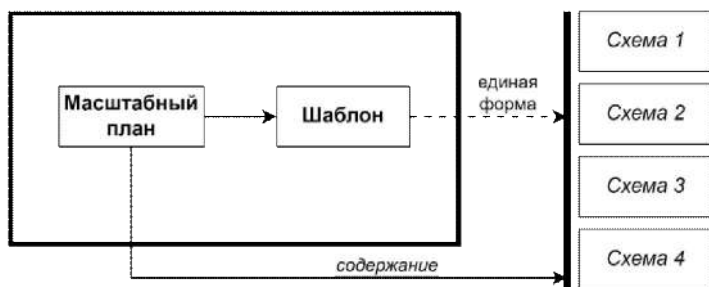 Схема 1
единая
форма
Масштабный
план
Шаблон
Схема 2
Схема 3
содержание
Схема 4